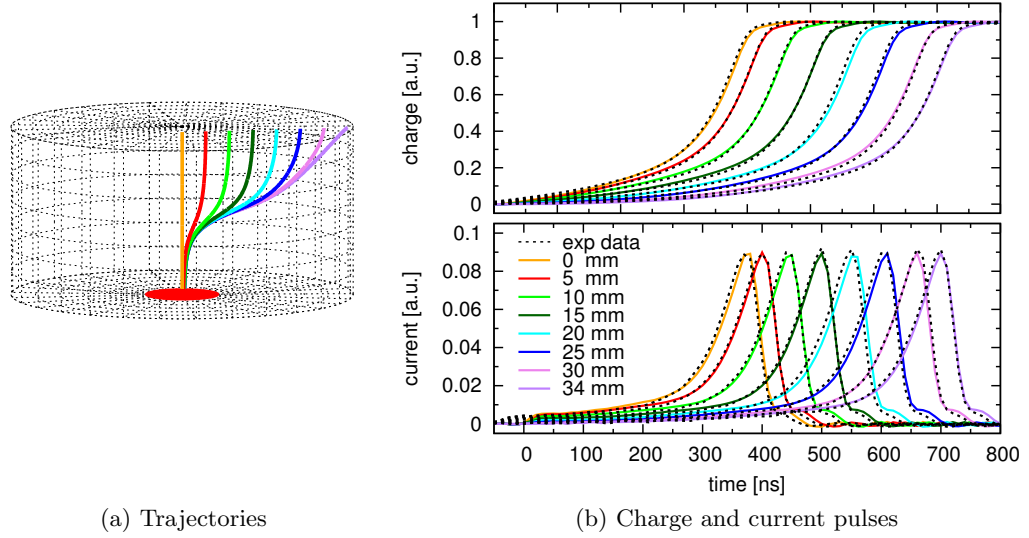 1
0.8
0.6
0.4
0.2
0
charge [a.u.]
0.1
0.08
0.06
0.04
0.02
0
current [a.u.]
exp data
0 mm
5 mm
10 mm
15 mm
20 mm
25 mm
30 mm
34 mm
0 100 200 300 400 500 600 700 800
time [ns]
(a) Trajectories
(b) Charge and current pulses